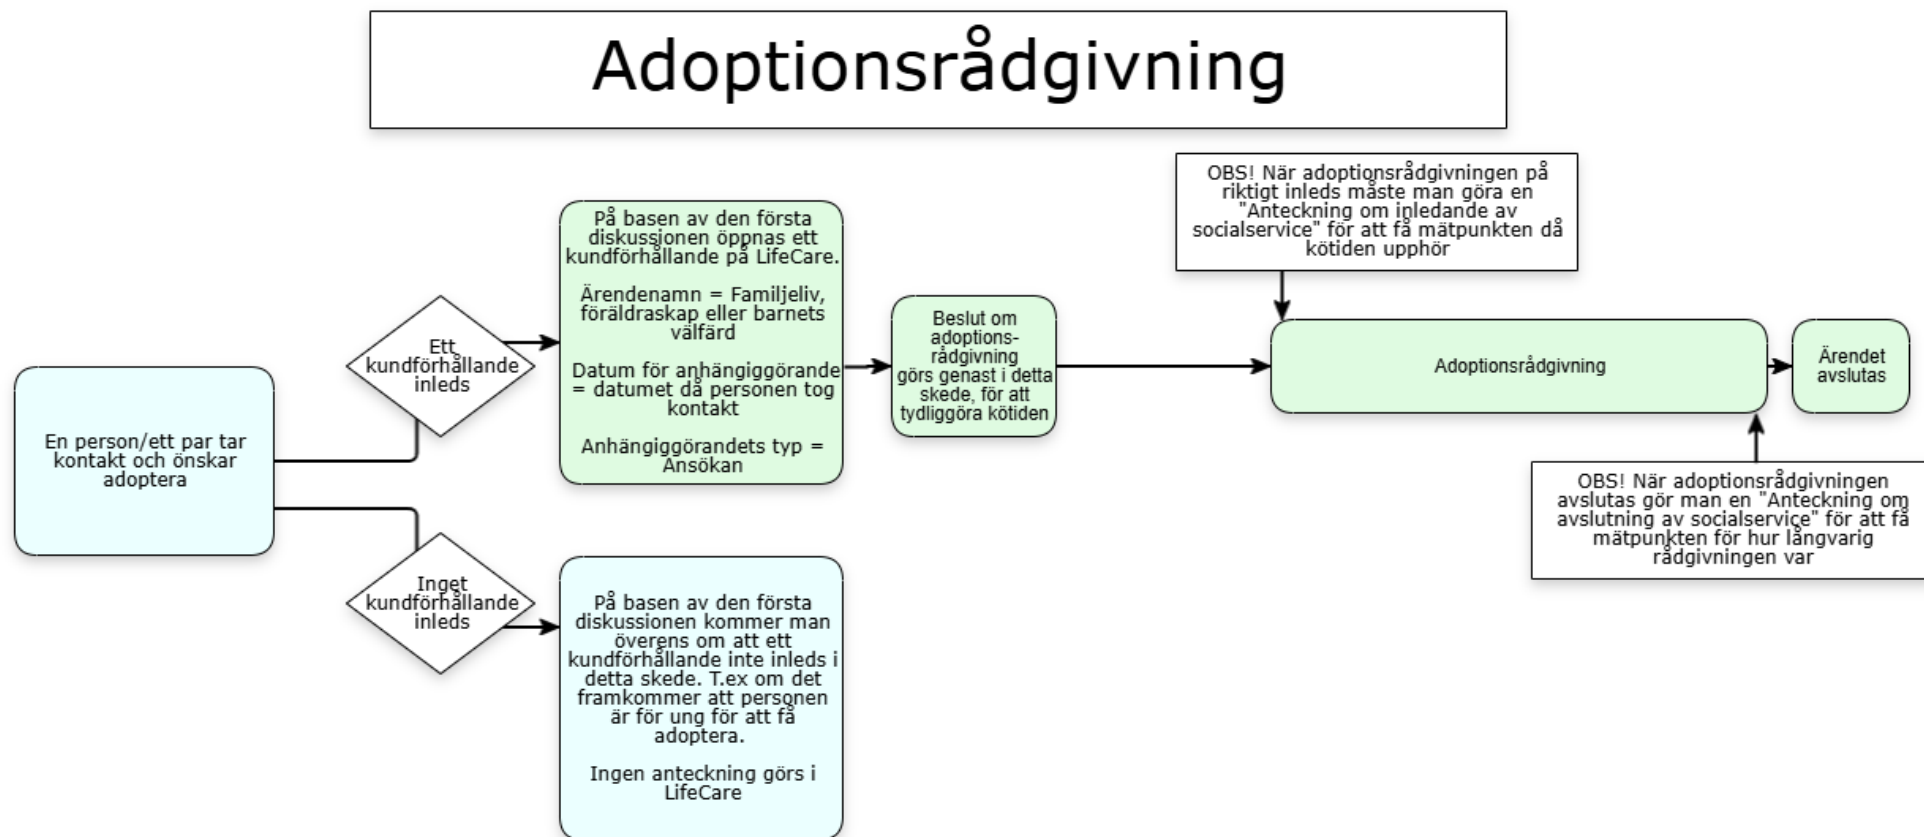 Adoptionsrådgivning
En person/ett par tar
kontakt och önskar
adoptera
Ett
kundförhållande
inleds
På basen av den första
diskussionen öppnas ett
kundförhållande på LifeCare.
Ärendenamn = Familjeliv,
föräldraskap eller barnets
välfärd
Datum för anhängiggörande
= datumet då personen tog
kontakt
Anhängiggörandets typ =
Ansökan
Beslut om
adoptions-
rådgivning
görs genast i detta
skede, för att
tydliggöra kötiden
OBS! När adoptionsrådgivningen på
riktigt inleds måste man göra en
"Anteckning om inledande av
socialservice" för att få mätpunkten då
kötiden upphör
Adoptionsrådgivning
Ärendet
avslutas
OBS! När adoptionsrådgivningen
avslutas gör man en "Anteckning om
avslutning av socialservice" för att få
mätpunkten för hur långvarig
rådgivningen var
Inget
kundförhållande
inleds
På basen av den första
diskussionen kommer man
överens om att ett
kundförhållande inte inleds i
detta skede. T.ex om det
framkommer att personen
är för ung för att få
adoptera.
Ingen anteckning görs i
LifeCare